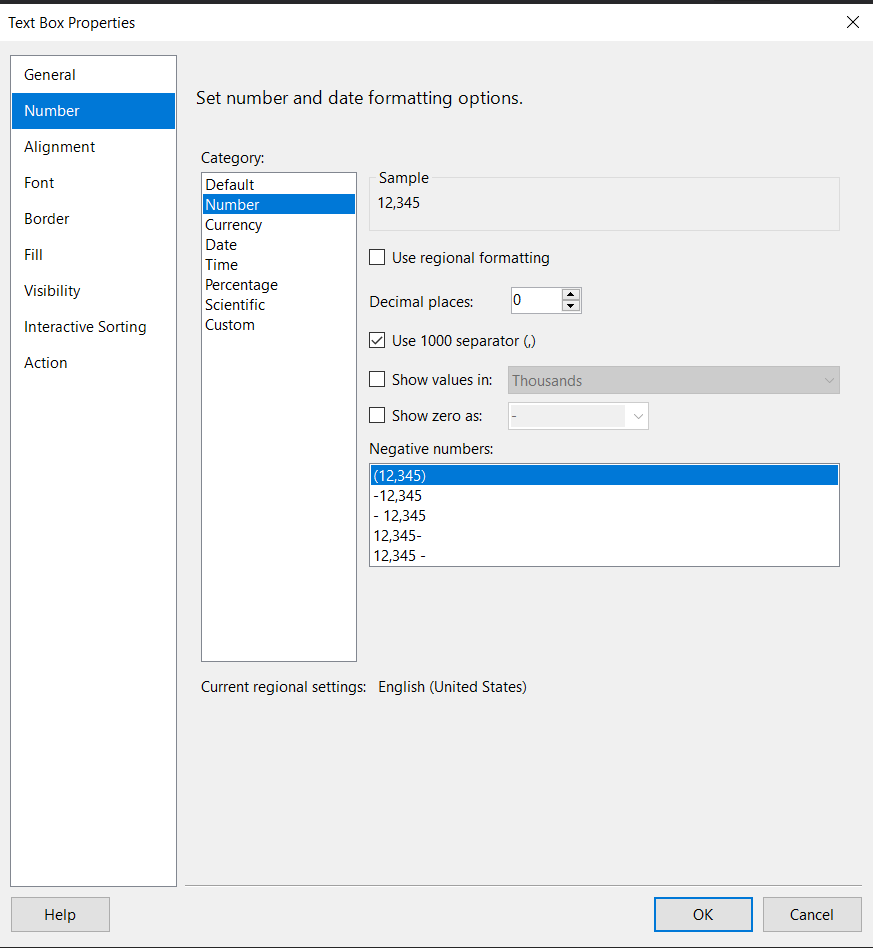 Text Box Properties
General
Number
Alignment
Font
Border
Fill
Visibility
Interactive Sorting
Action
Set number and date formatting options.
Category:
Default
Number
Currency
Date
Time
Percentage
Scientific
Custom
Sample
12,345
Use regional formatting
Decimal places: 0
Use 1000 separator (,)
Show values in: Thousands
Show zero as: -
Negative numbers:
(12,345)
-12,345
- 12,345
12,345-
12,345 -
Current regional settings: English (United States)
Help OK Cancel